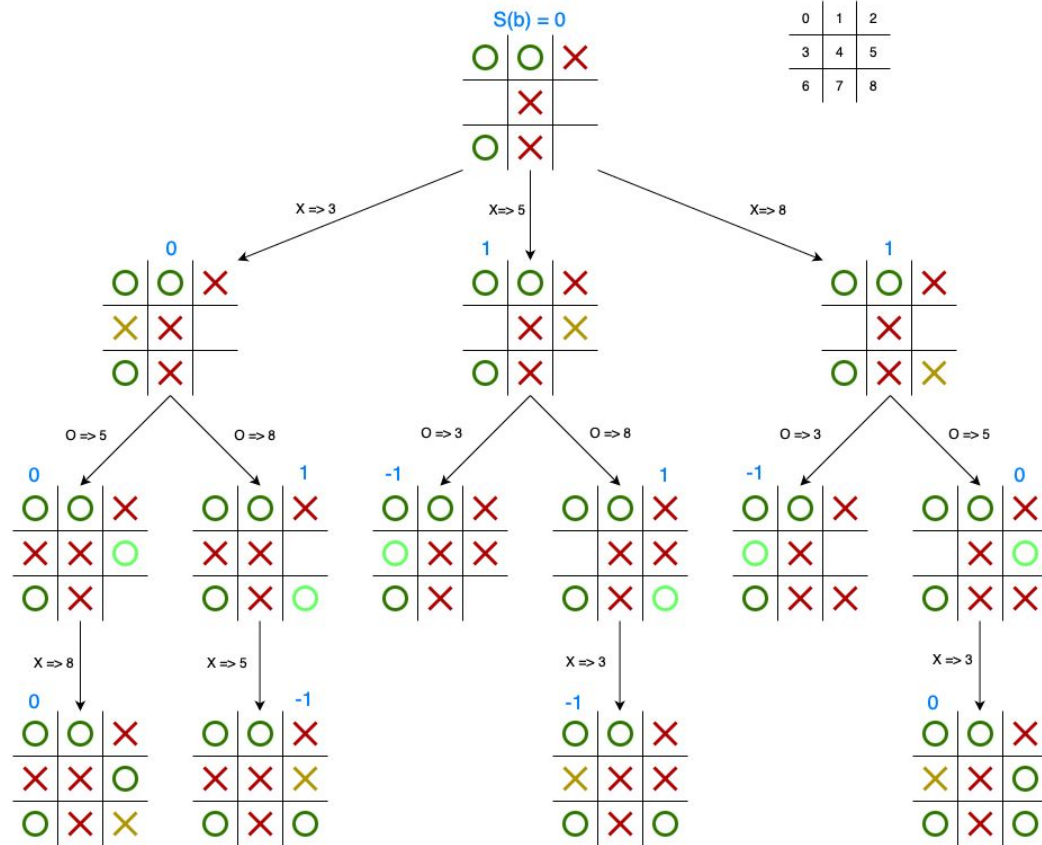 S(b) = 0
0 1 2
3 4 5
6 7 8
X => 3
X=> 5
X=> 8
0
1
1
O => 5
O => 8
O => 3
O => 8
O => 3
O => 5
0
1
-1
1
-1
0
X => 8
X => 5
X => 3
X => 3
0
-1
-1
0